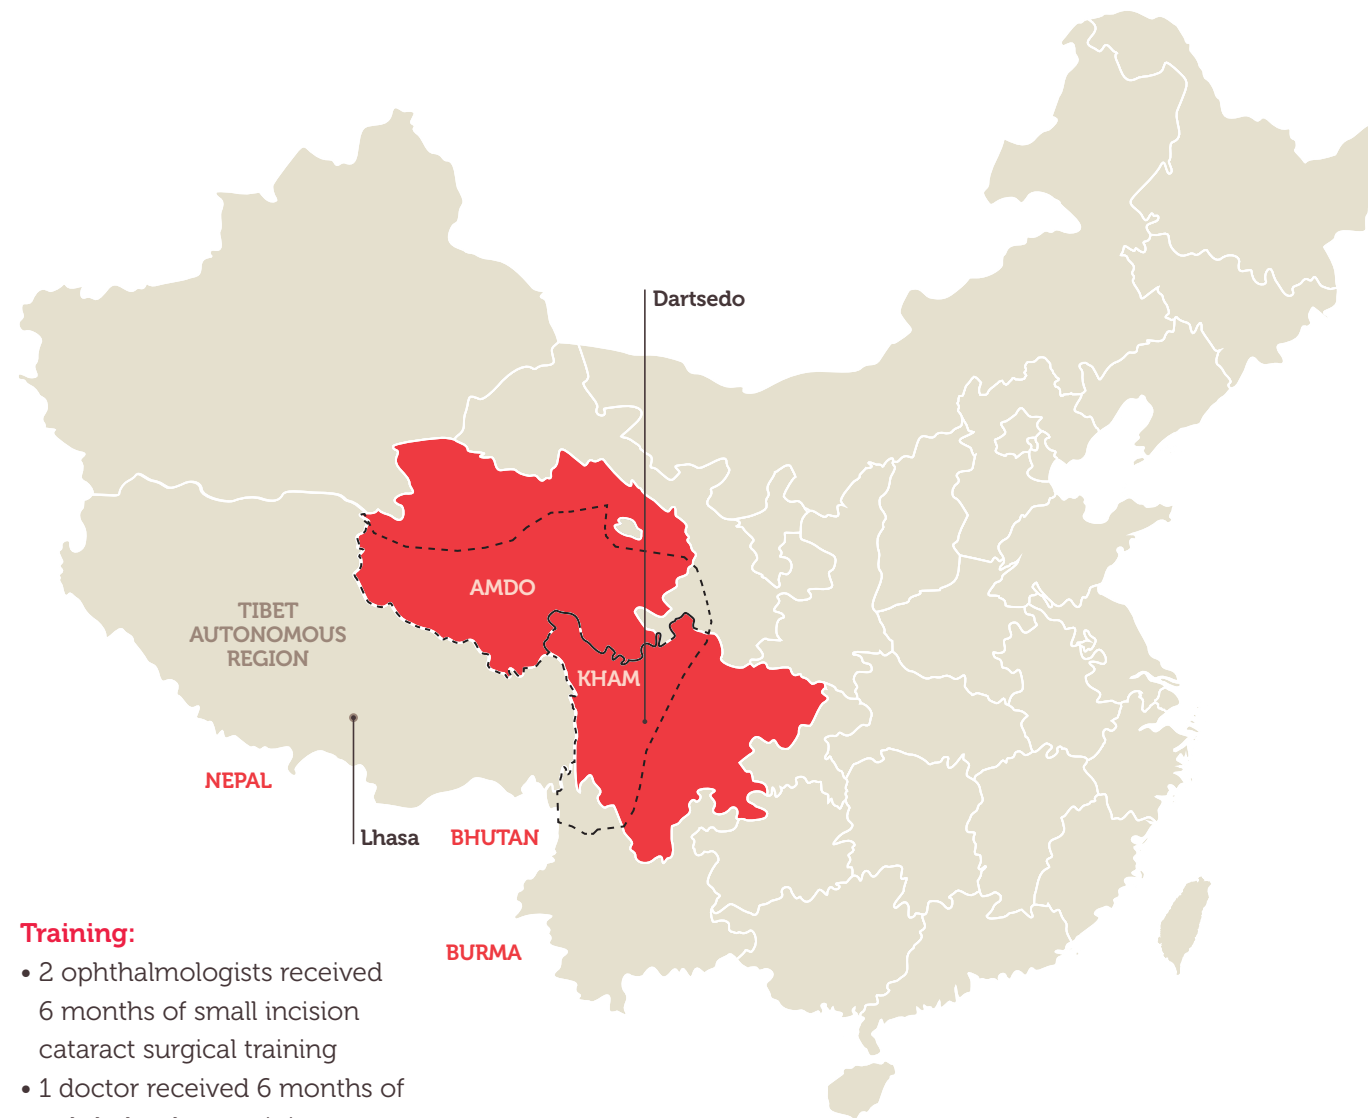 Dartsedo
AMDO
TIBET
AUTONOMOUS
REGION
KHAM
NEPAL
Lhasa
BHUTAN
BURMA
Training:
• 2 ophthalmologists received
6 months of small incision
cataract surgical training
• 1 doctor received 6 months of